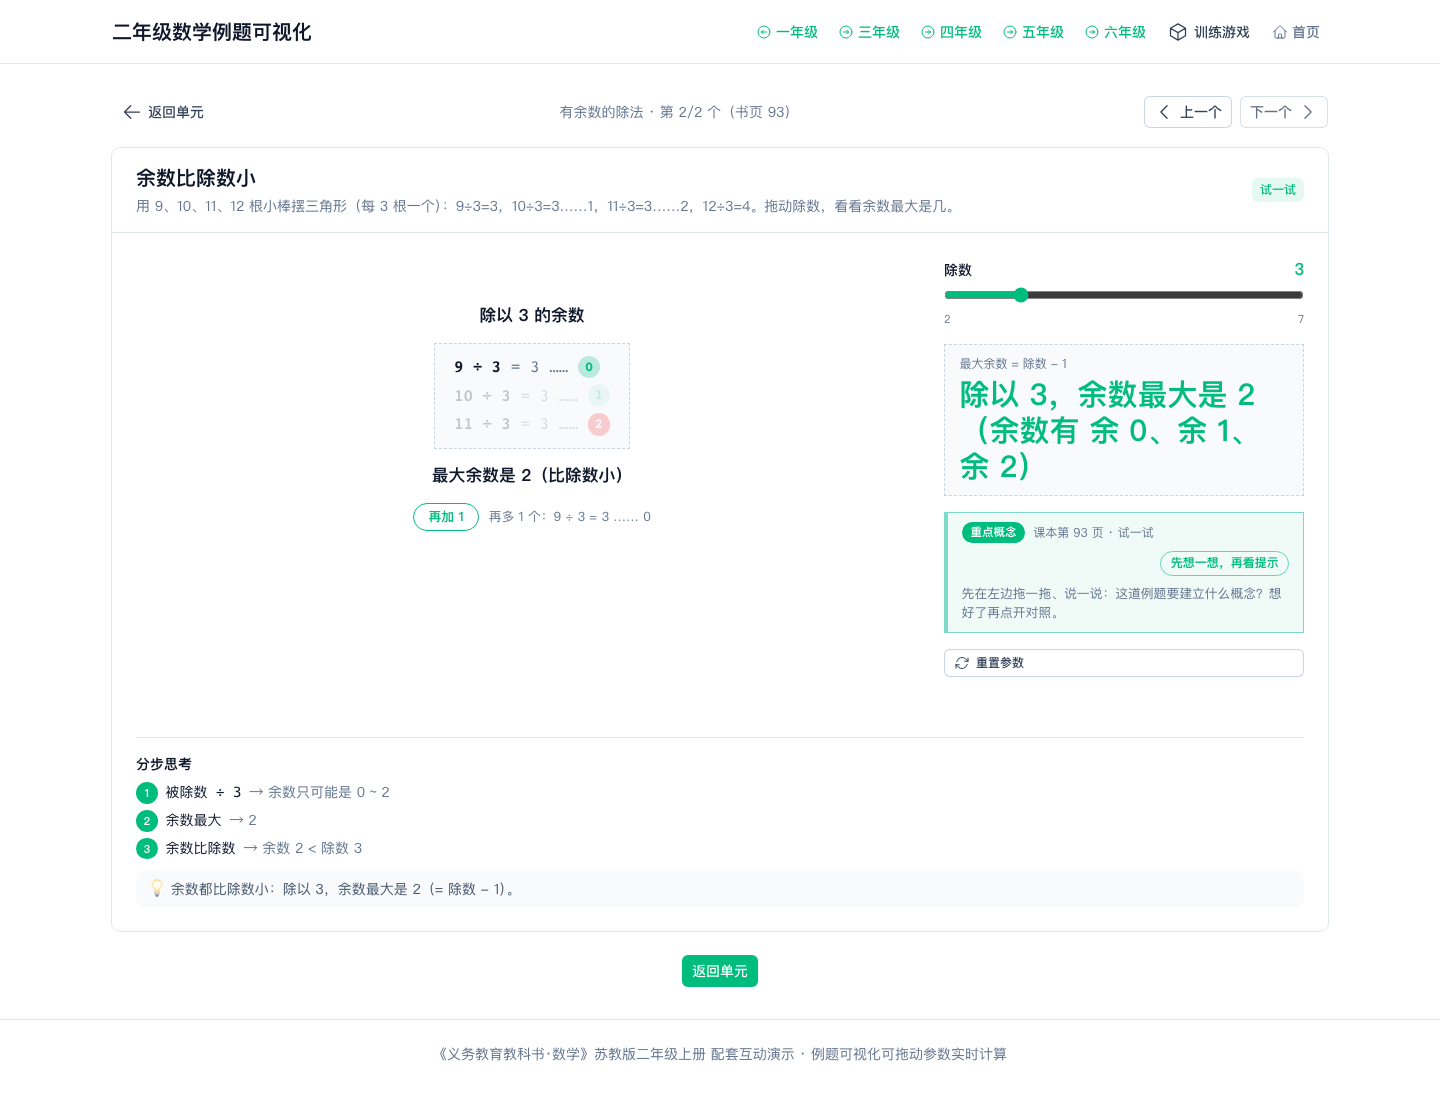 二年级数学例题可视化
一年级 三年级 四年级 五年级 六年级 训练游戏 首页
返回单元 有余数的除法 · 第 2/2 个（书页 93） 上一个 下一个
余数比除数小
用 9、10、11、12 根小棒摆三角形（每 3 根一个）：9÷3=3，10÷3=3……1，11÷3=3……2，12÷3=4。拖动除数，看看余数最大是几。
试一试
除以 3 的余数
9 ÷ 3 = 3 …… 0
10 ÷ 3 = 3 …… 1
11 ÷ 3 = 3 …… 2
最大余数是 2（比除数小）
再加 1 再多 1 个：9 ÷ 3 = 3 …… 0
除数 3
2 7
最大余数 = 除数 − 1
除以 3，余数最大是 2
（余数有 余 0、余 1、
余 2）
重点概念 课本第 93 页 · 试一试
先想一想，再看提示
先在左边拖一拖、说一说：这道例题要建立什么概念？想
好了再点开对照。
重置参数
分步思考
1 被除数 ÷ 3 → 余数只可能是 0 ~ 2
2 余数最大 → 2
3 余数比除数 → 余数 2 < 除数 3
💡 余数都比除数小：除以 3，余数最大是 2（= 除数 − 1）。
返回单元
《义务教育教科书·数学》苏教版二年级上册 配套互动演示 · 例题可视化可拖动参数实时计算